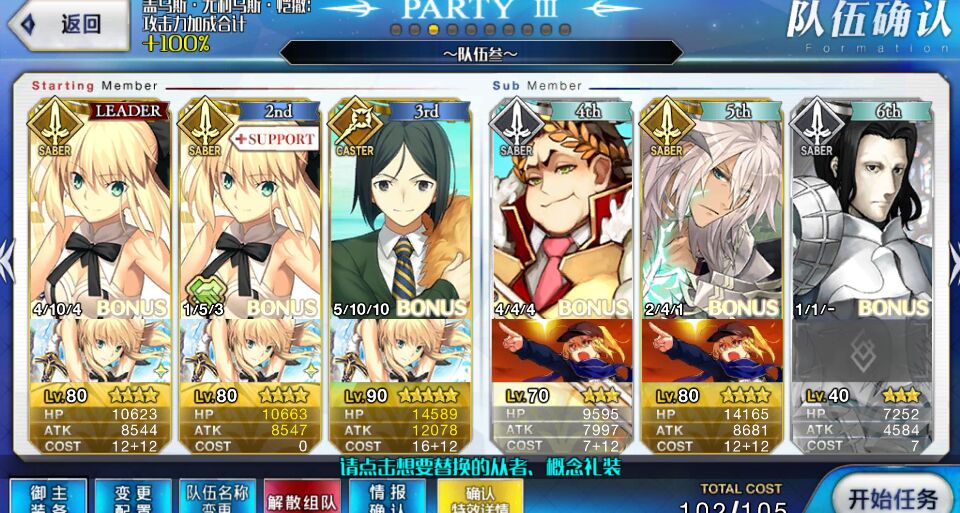 返回
盖乌斯·尤利乌斯·恺撒:
攻击力加成合计
+100%
PARTY III
～队伍叁～
队伍确认
Formation
Starting Member
Sub Member
LEADER
SABER
4/10/4
BONUS
Lv.80
HP 10623
ATK 8544
COST 12+12
2nd
SABER
+SUPPORT
1/5/3
BONUS
Lv.80
HP 10663
ATK 8547
COST 0
3rd
CASTER
5/10/10
BONUS
Lv.90
HP 14589
ATK 12078
COST 16+12
4th
SABER
4/4/4
BONUS
Lv.70
HP 9595
ATK 7997
COST 7+12
5th
SABER
2/4/1
BONUS
Lv.80
HP 14165
ATK 8681
COST 12+12
6th
SABER
1/1/-
BONUS
Lv.40
HP 7252
ATK 4584
COST 7
请点击想要替换的从者、概念礼装
御主
装备
变更
配置
队伍名称
变更
解散组队
情报
确认
确认
特效详情
TOTAL COST
102/105
开始任务